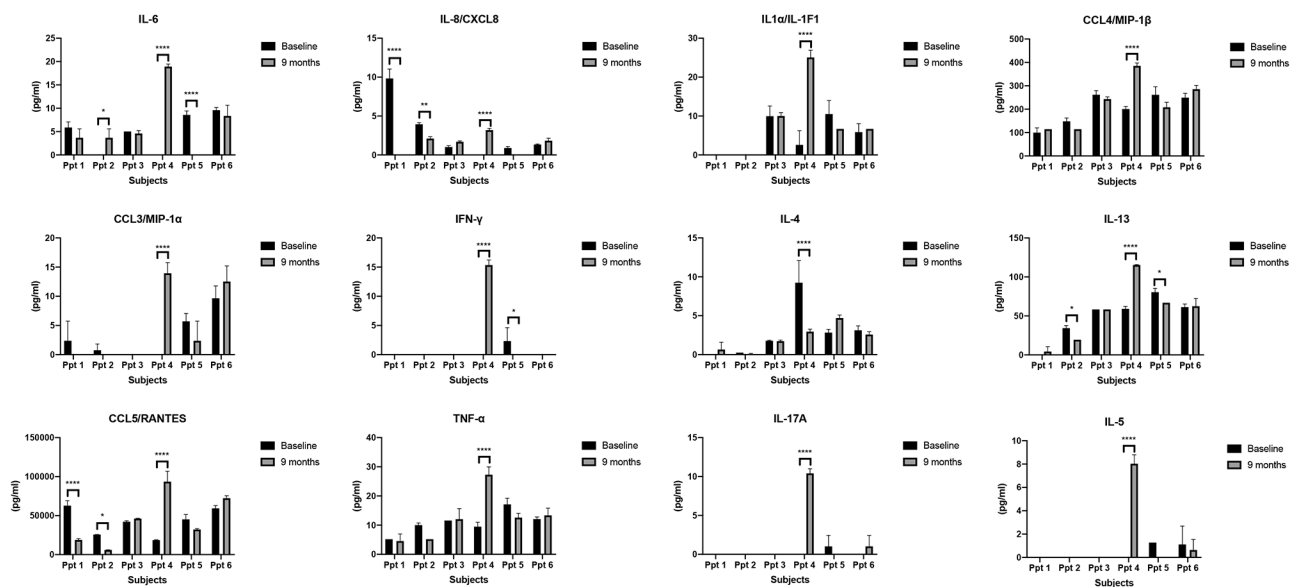 IL-6
20
15
10
5
0
(pg/ml)
*
****
****
Ppt 1 Ppt 2 Ppt 3 Ppt 4 Ppt 5 Ppt 6
Subjects
Baseline
9 months
IL-8/CXCL8
15
10
5
0
(pg/ml)
****
**
****
Ppt 1 Ppt 2 Ppt 3 Ppt 4 Ppt 5 Ppt 6
Subjects
Baseline
9 months
IL1α/IL-1F1
30
25
20
15
10
5
0
(pg/ml)
****
Ppt 1 Ppt 2 Ppt 3 Ppt 4 Ppt 5 Ppt 6
Subjects
Baseline
9 months
CCL4/MIP-1β
500
400
300
200
100
0
(pg/ml)
****
Ppt 1 Ppt 2 Ppt 3 Ppt 4 Ppt 5 Ppt 6
Subjects
Baseline
9 months
CCL3/MIP-1α
20
15
10
5
0
(pg/ml)
****
Ppt 1 Ppt 2 Ppt 3 Ppt 4 Ppt 5 Ppt 6
Subjects
Baseline
9 months
IFN-γ
20
15
10
5
0
(pg/ml)
****
*
Ppt 1 Ppt 2 Ppt 3 Ppt 4 Ppt 5 Ppt 6
Subjects
Baseline
9 months
IL-4
15
10
5
0
(pg/ml)
****
Ppt 1 Ppt 2 Ppt 3 Ppt 4 Ppt 5 Ppt 6
Subjects
Baseline
9 months
IL-13
150
100
50
0
(pg/ml)
*
****
*
Ppt 1 Ppt 2 Ppt 3 Ppt 4 Ppt 5 Ppt 6
Subjects
Baseline
9 months
CCL5/RANTES
150000
100000
50000
0
(pg/ml)
****
*
****
Ppt 1 Ppt 2 Ppt 3 Ppt 4 Ppt 5 Ppt 6
Subjects
Baseline
9 months
TNF-α
40
30
20
10
0
(pg/ml)
****
Ppt 1 Ppt 2 Ppt 3 Ppt 4 Ppt 5 Ppt 6
Subjects
Baseline
9 months
IL-17A
15
10
5
0
(pg/ml)
****
Ppt 1 Ppt 2 Ppt 3 Ppt 4 Ppt 5 Ppt 6
Subjects
Baseline
9 months
IL-5
10
8
6
4
2
0
(pg/ml)
****
Ppt 1 Ppt 2 Ppt 3 Ppt 4 Ppt 5 Ppt 6
Subjects
Baseline
9 months